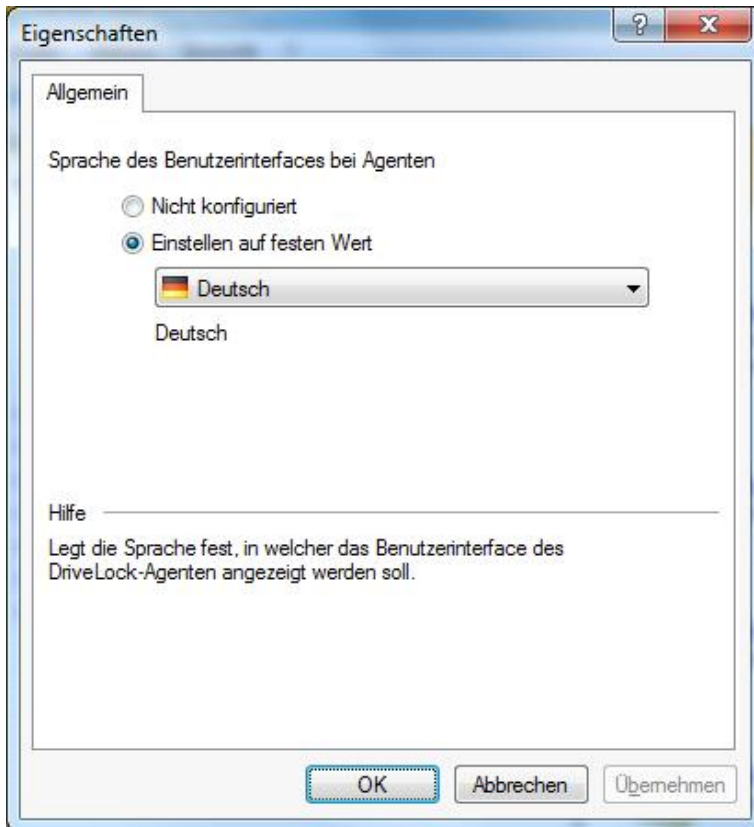 Eigenschaften
Allgemein
Sprache des Benutzerinterfaces bei Agenten
Nicht konfiguriert
Einstellen auf festen Wert
Deutsch
Deutsch
Hilfe
Legt die Sprache fest, in welcher das Benutzerinterface des
DriveLock-Agenten angezeigt werden soll.
OK Abbrechen Übernehmen